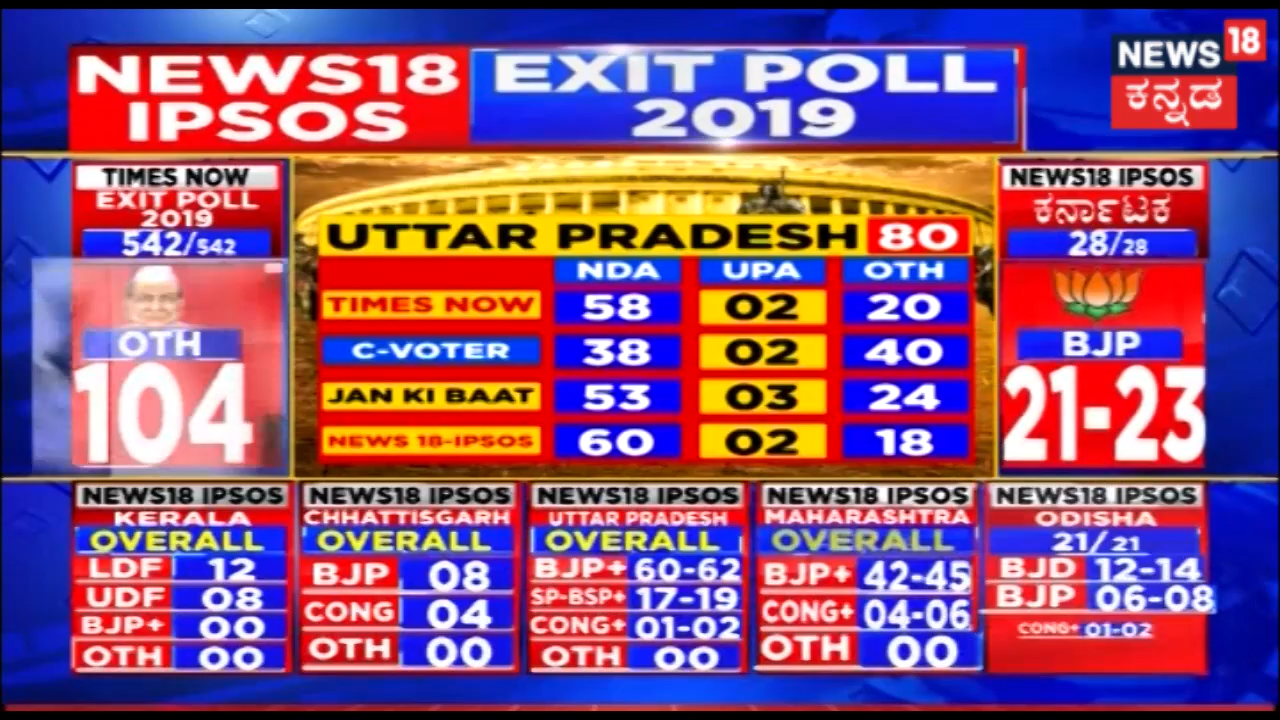 NEWS18
IPSOS
EXIT POLL
2019
NEWS 18
ಕನ್ನಡ
TIMES NOW
EXIT POLL
2019
542/542
OTH
104
UTTAR PRADESH 80
NDA UPA OTH
TIMES NOW 58 02 20
C-VOTER 38 02 40
JAN KI BAAT 53 03 24
NEWS 18-IPSOS 60 02 18
NEWS18 IPSOS
ಕರ್ನಾಟಕ
28/28
BJP
21-23
NEWS18 IPSOS
KERALA
OVERALL
LDF 12
UDF 08
BJP+ 00
OTH 00
NEWS18 IPSOS
CHHATTISGARH
OVERALL
BJP 08
CONG 04
OTH 00
NEWS18 IPSOS
UTTAR PRADESH
OVERALL
BJP+ 60-62
SP-BSP+ 17-19
CONG+ 01-02
OTH 00
NEWS18 IPSOS
MAHARASHTRA
OVERALL
BJP+ 42-45
CONG+ 04-06
OTH 00
NEWS18 IPSOS
ODISHA
21/21
BJD 12-14
BJP 06-08
CONG+ 01-02